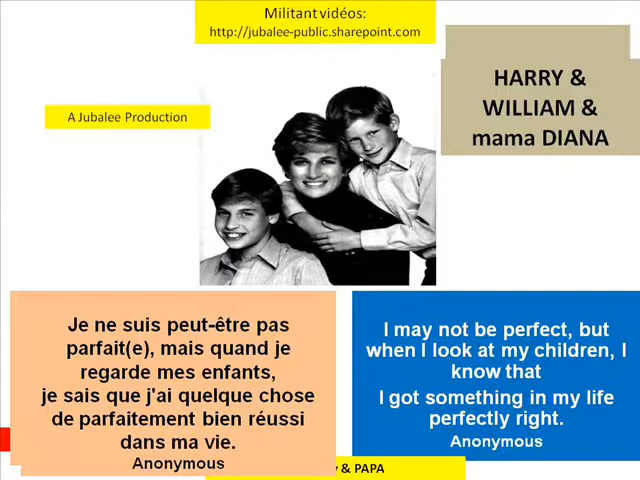 Militant vidéos:
http://jubalee-public.sharepoint.com
A Jubalee Production
HARRY &
WILLIAM &
mama DIANA
Je ne suis peut-être pas
parfait(e), mais quand je
regarde mes enfants,
je sais que j'ai quelque chose
de parfaitement bien réussi
dans ma vie.
Anonymous
I may not be perfect, but
when I look at my children, I
know that
I got something in my life
perfectly right.
Anonymous
& PAPA